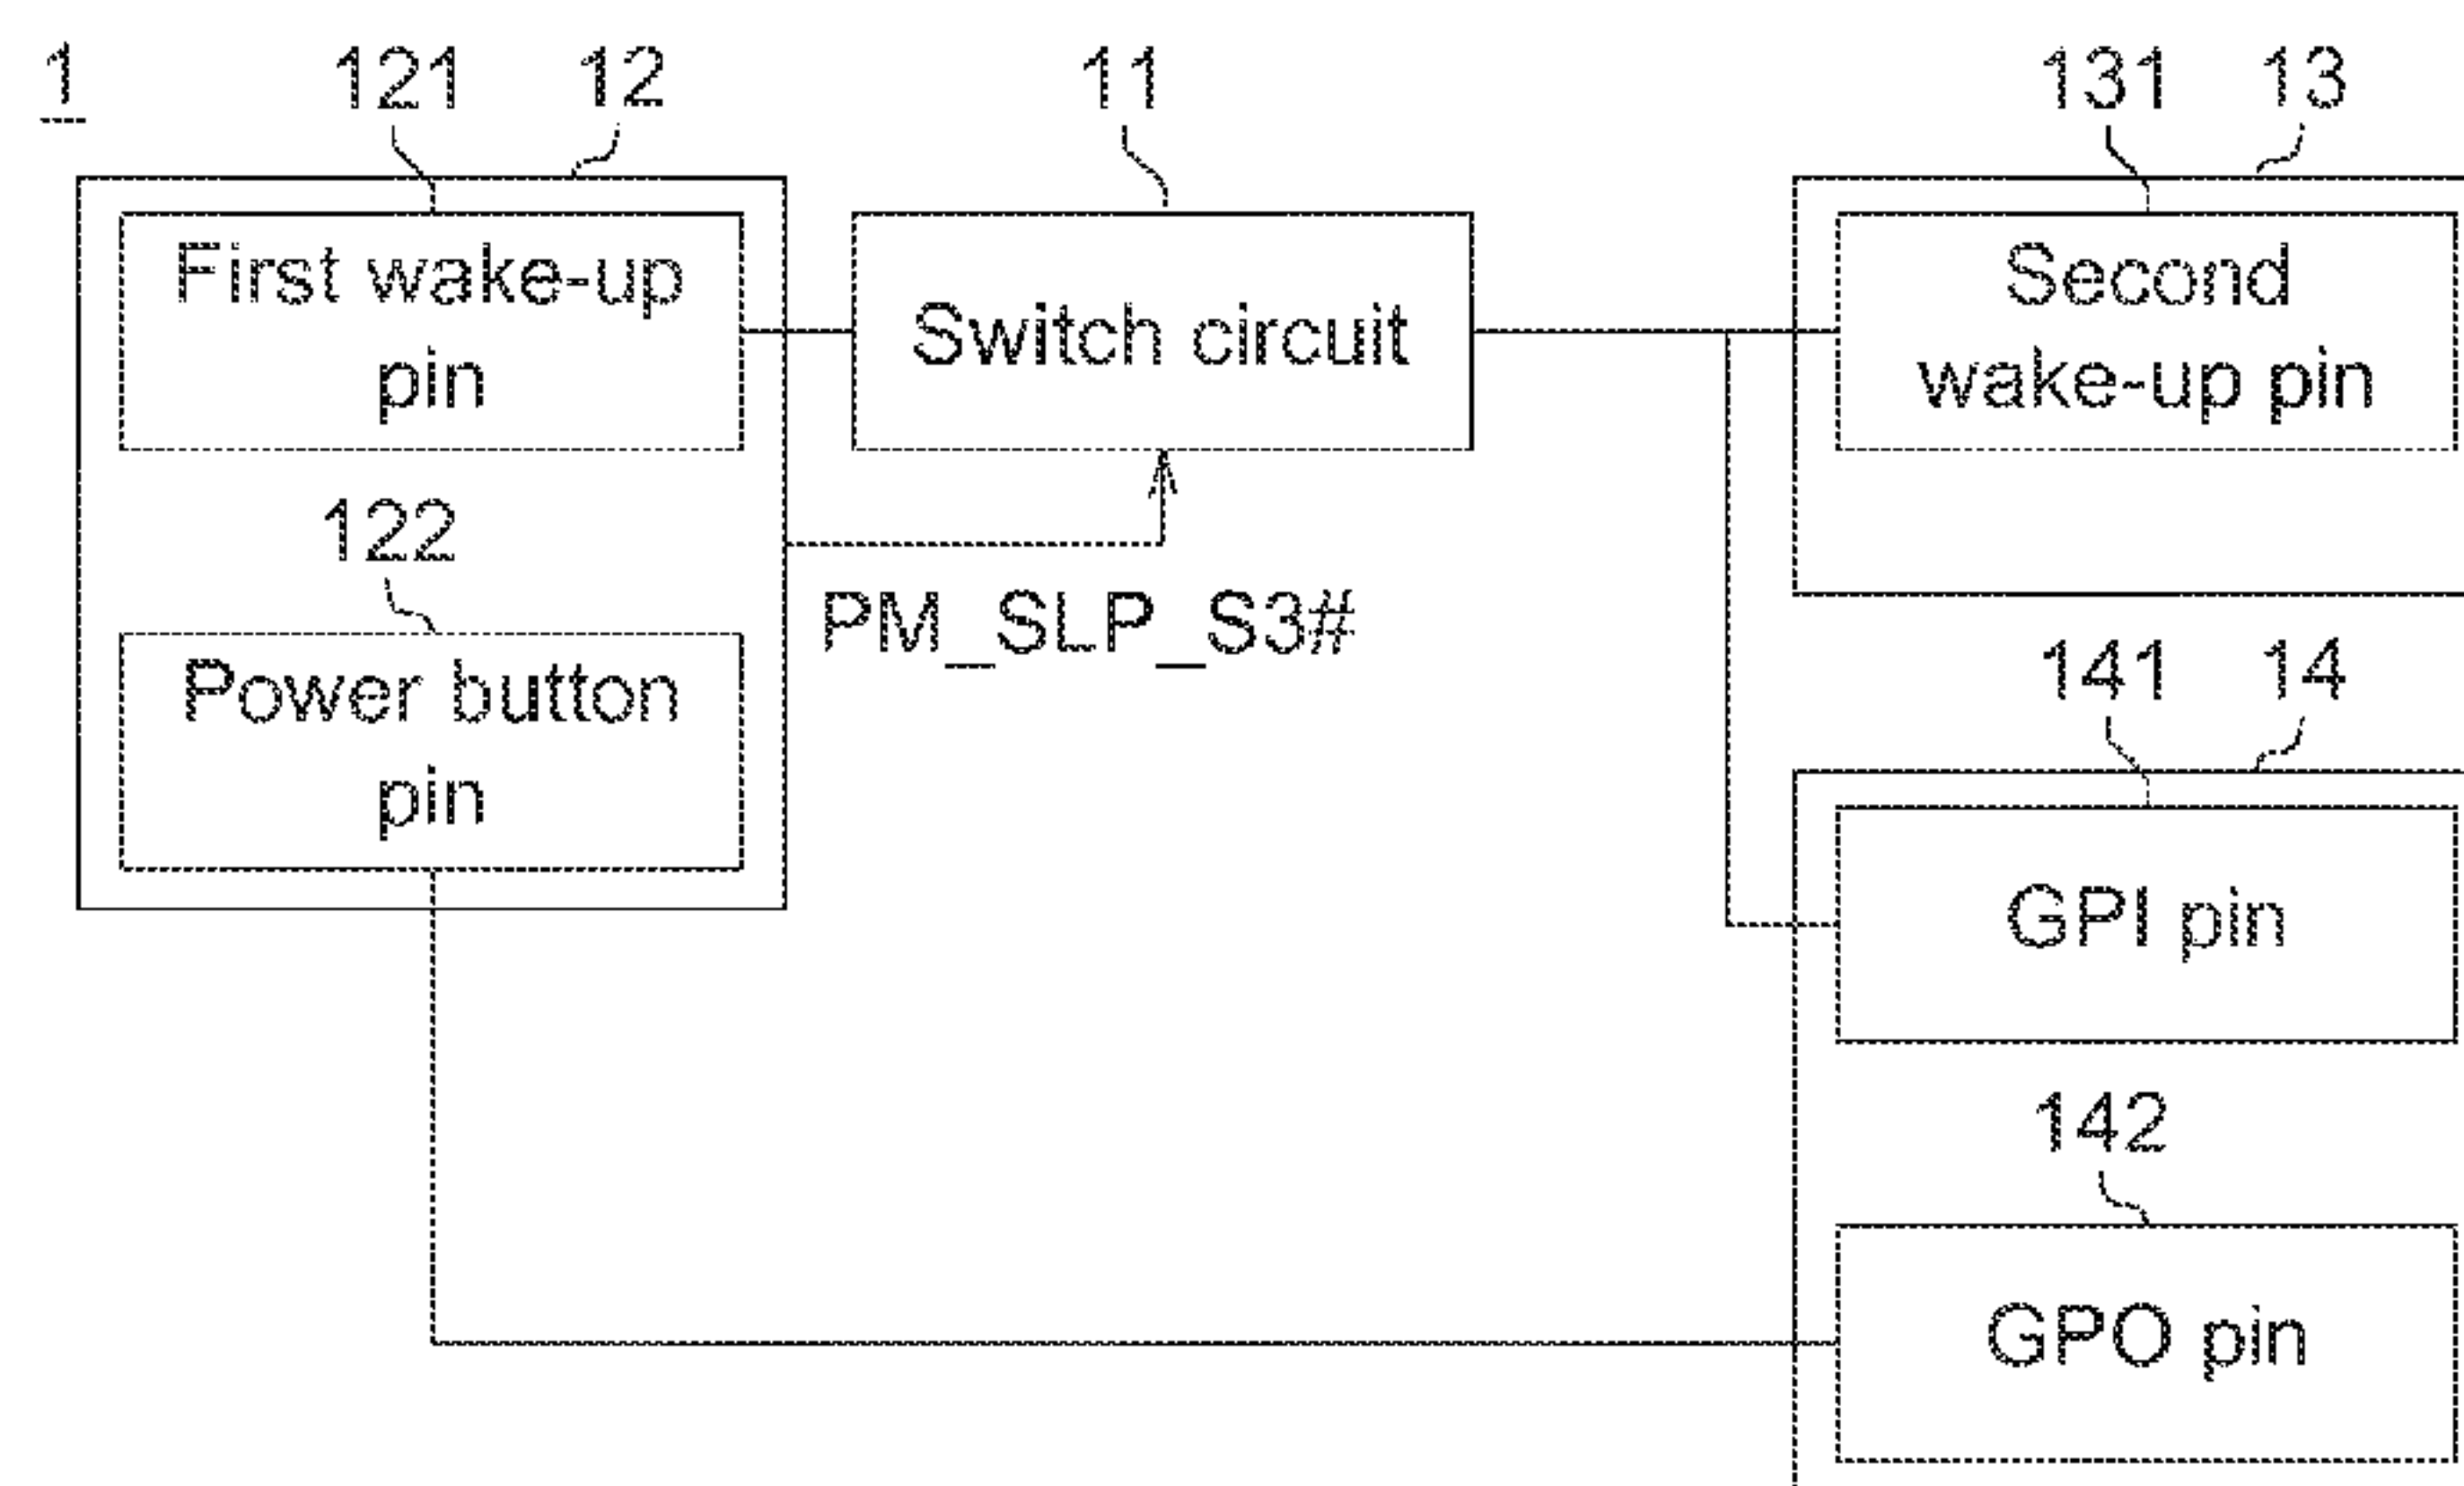 1
121
12
11
131
13
First wake-up
pin
Switch circuit
Second
wake-up pin
122
PM_SLP_S3#
Power button
pin
141
14
GPI pin
142
GPO pin